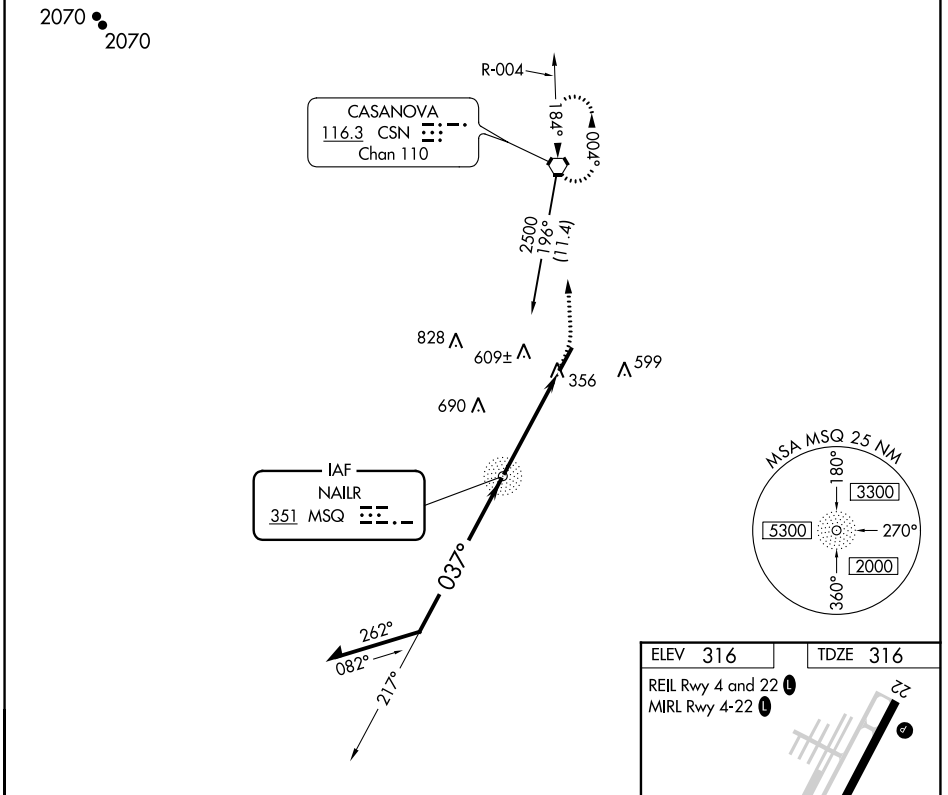 2070
2070
R-004
CASANOVA
116.3 CSN
Chan 110
184°
004°
2500
196°
(11.4)
828
609±
356
599
690
IAF
NAILR
351 MSQ
037°
262°
082°
217°
MSA MSQ 25 NM
180°
3300
5300
270°
2000
360°
ELEV 316
TDZE 316
REIL Rwy 4 and 22 L
MIRL Rwy 4-22 L
22
P